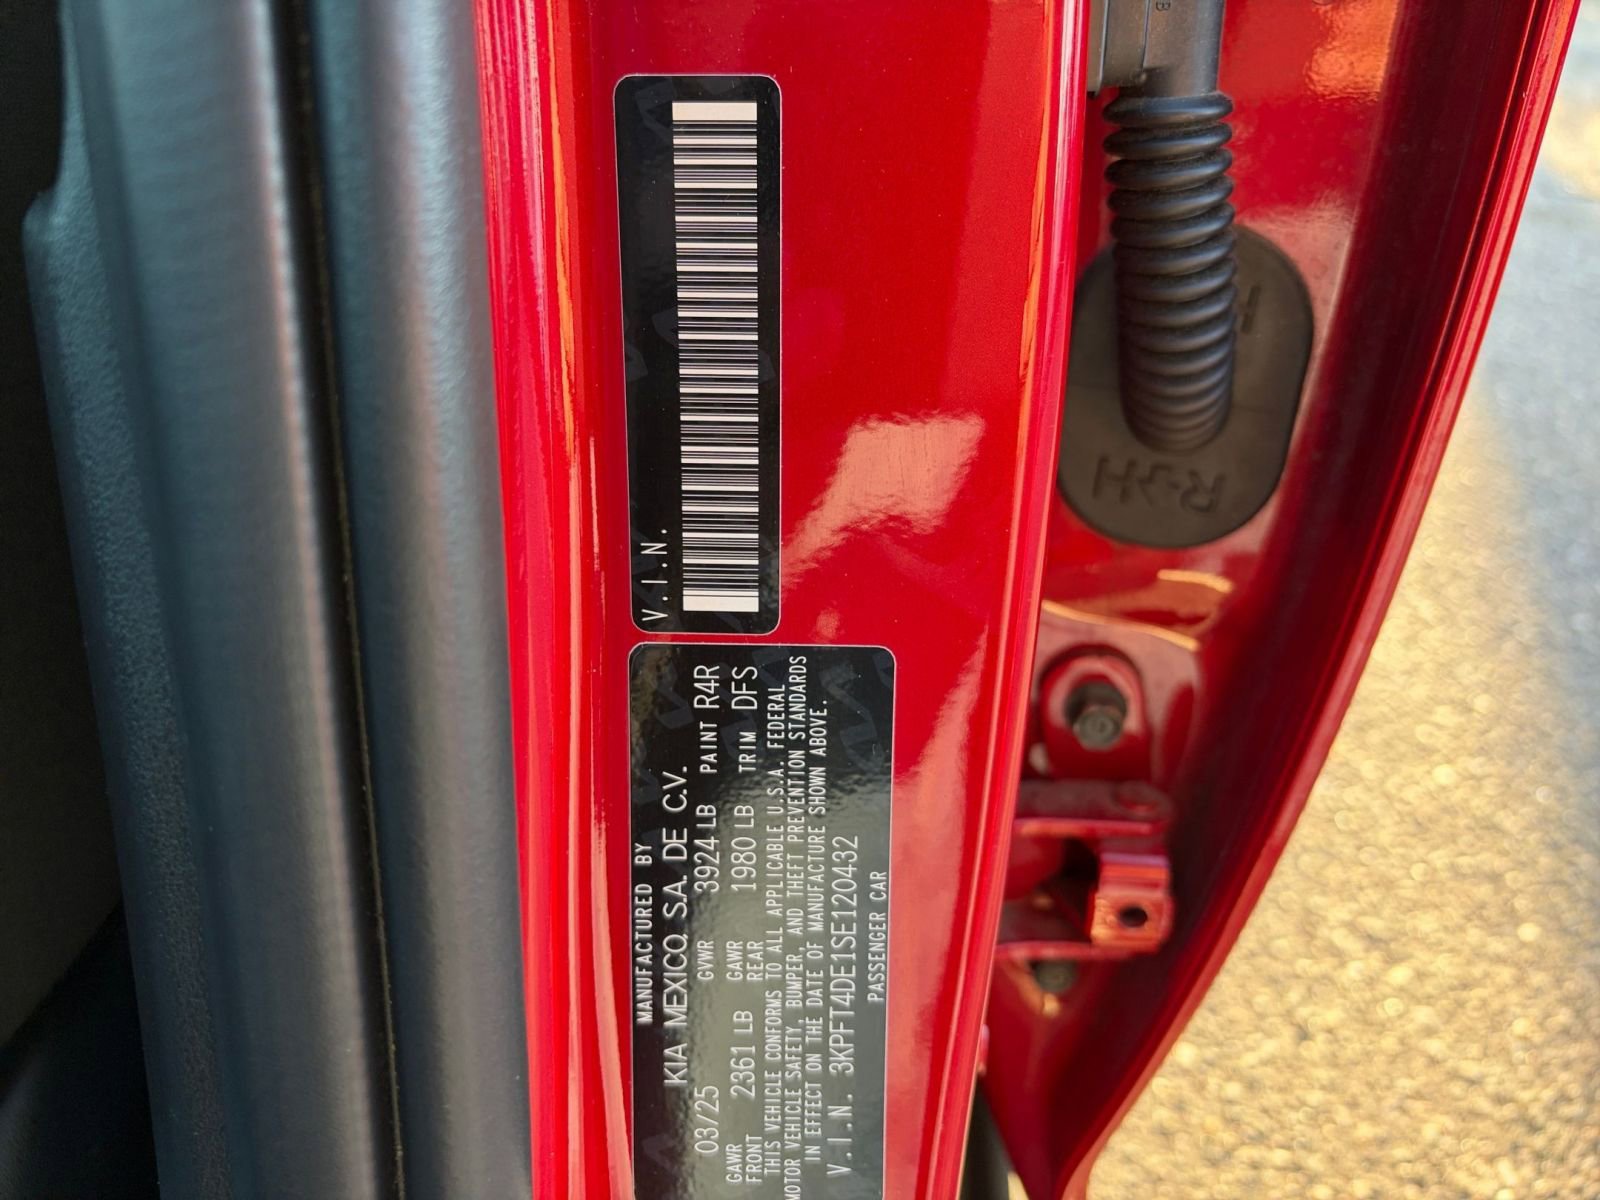 MANUFACTURED BY
KIA MEXICO, S.A. DE C.V.
03/25 GVWR 3924 LB PAINT R4R
GAWR FRONT 2361 LB GAWR REAR 1980 LB TRIM DFS
THIS VEHICLE CONFORMS TO ALL APPLICABLE U.S.A. FEDERAL
MOTOR VEHICLE SAFETY, BUMPER, AND THEFT PREVENTION STANDARDS
IN EFFECT ON THE DATE OF MANUFACTURE SHOWN ABOVE.
V.I.N. 3KPFT4DE1SE120432
PASSENGER CAR
V.I.N.